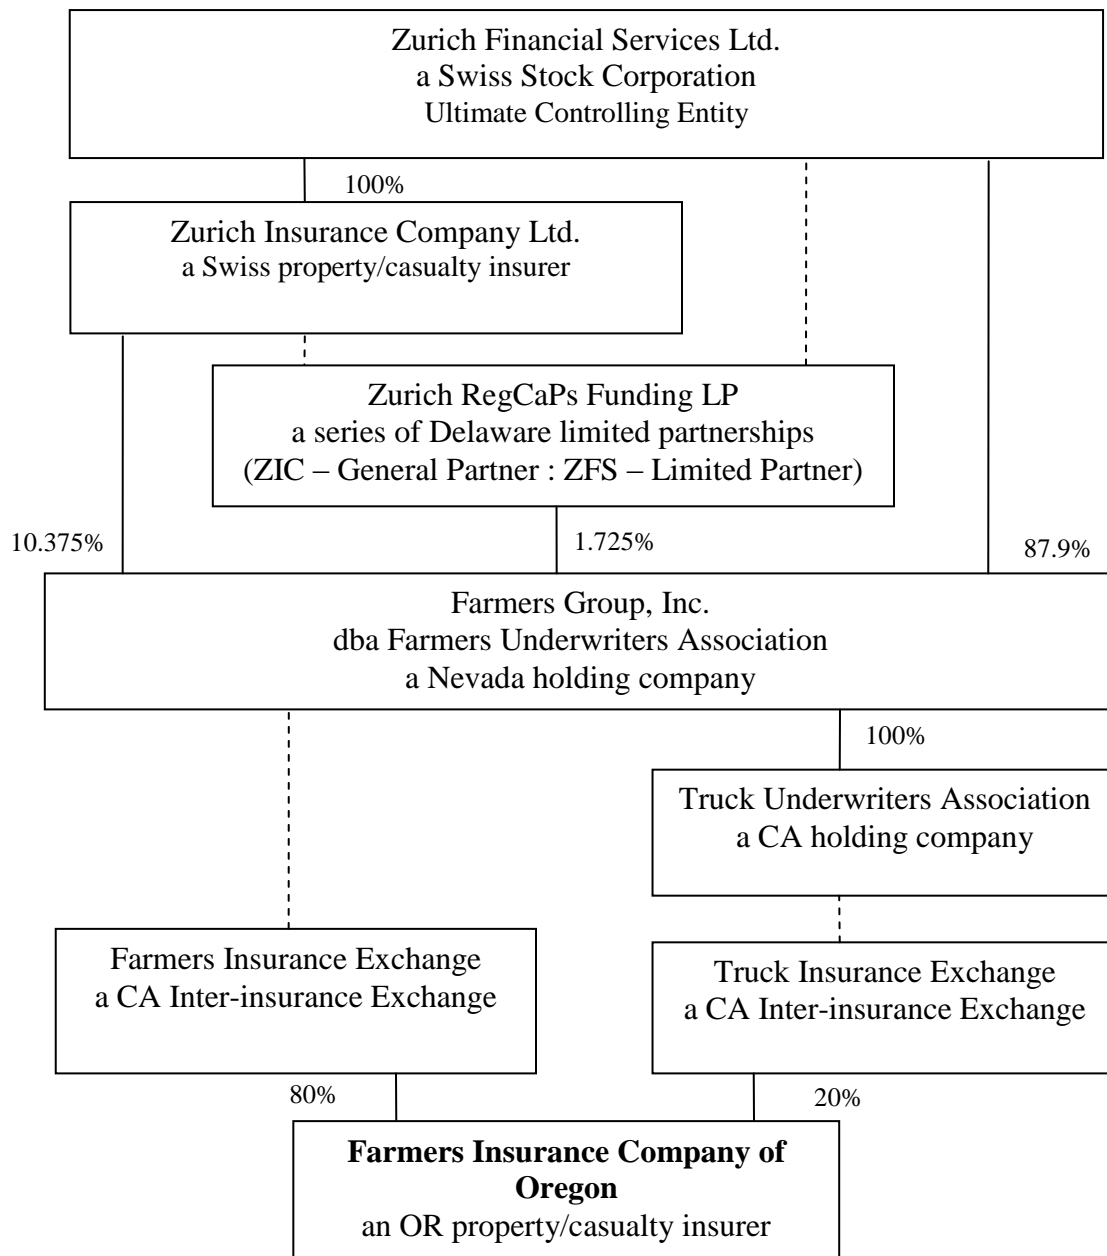 Zurich Financial Services Ltd.
a Swiss Stock Corporation
Ultimate Controlling Entity
100%
Zurich Insurance Company Ltd.
a Swiss property/casualty insurer
Zurich RegCaPs Funding LP
a series of Delaware limited partnerships
(ZIC – General Partner : ZFS – Limited Partner)
10.375%
1.725%
87.9%
Farmers Group, Inc.
dba Farmers Underwriters Association
a Nevada holding company
100%
Truck Underwriters Association
a CA holding company
Farmers Insurance Exchange
a CA Inter-insurance Exchange
Truck Insurance Exchange
a CA Inter-insurance Exchange
80%
20%
Farmers Insurance Company of
Oregon
an OR property/casualty insurer